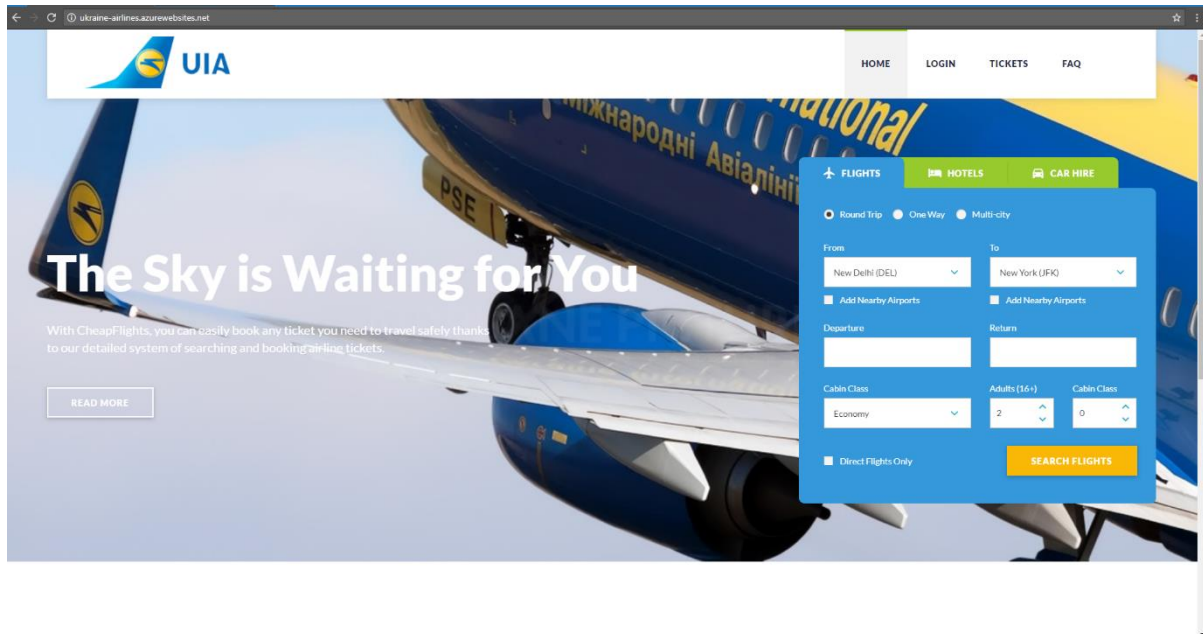 ukraine-airlines.azurewebsites.net
UIA
HOME LOGIN TICKETS FAQ
national
Міжнародні Авіалінії
PSE
FLIGHTS HOTELS CAR HIRE
Round Trip One Way Multi-city
From To
New Delhi (DEL) New York (JFK)
Add Nearby Airports Add Nearby Airports
The Sky is Waiting for You
With CheapFlights, you can easily book any ticket you need to travel safely thanks
to our detailed system of searching and booking airline tickets.
READ MORE
Departure Return
Cabin Class Adults (16+) Cabin Class
Economy 2 0
Direct Flights Only SEARCH FLIGHTS